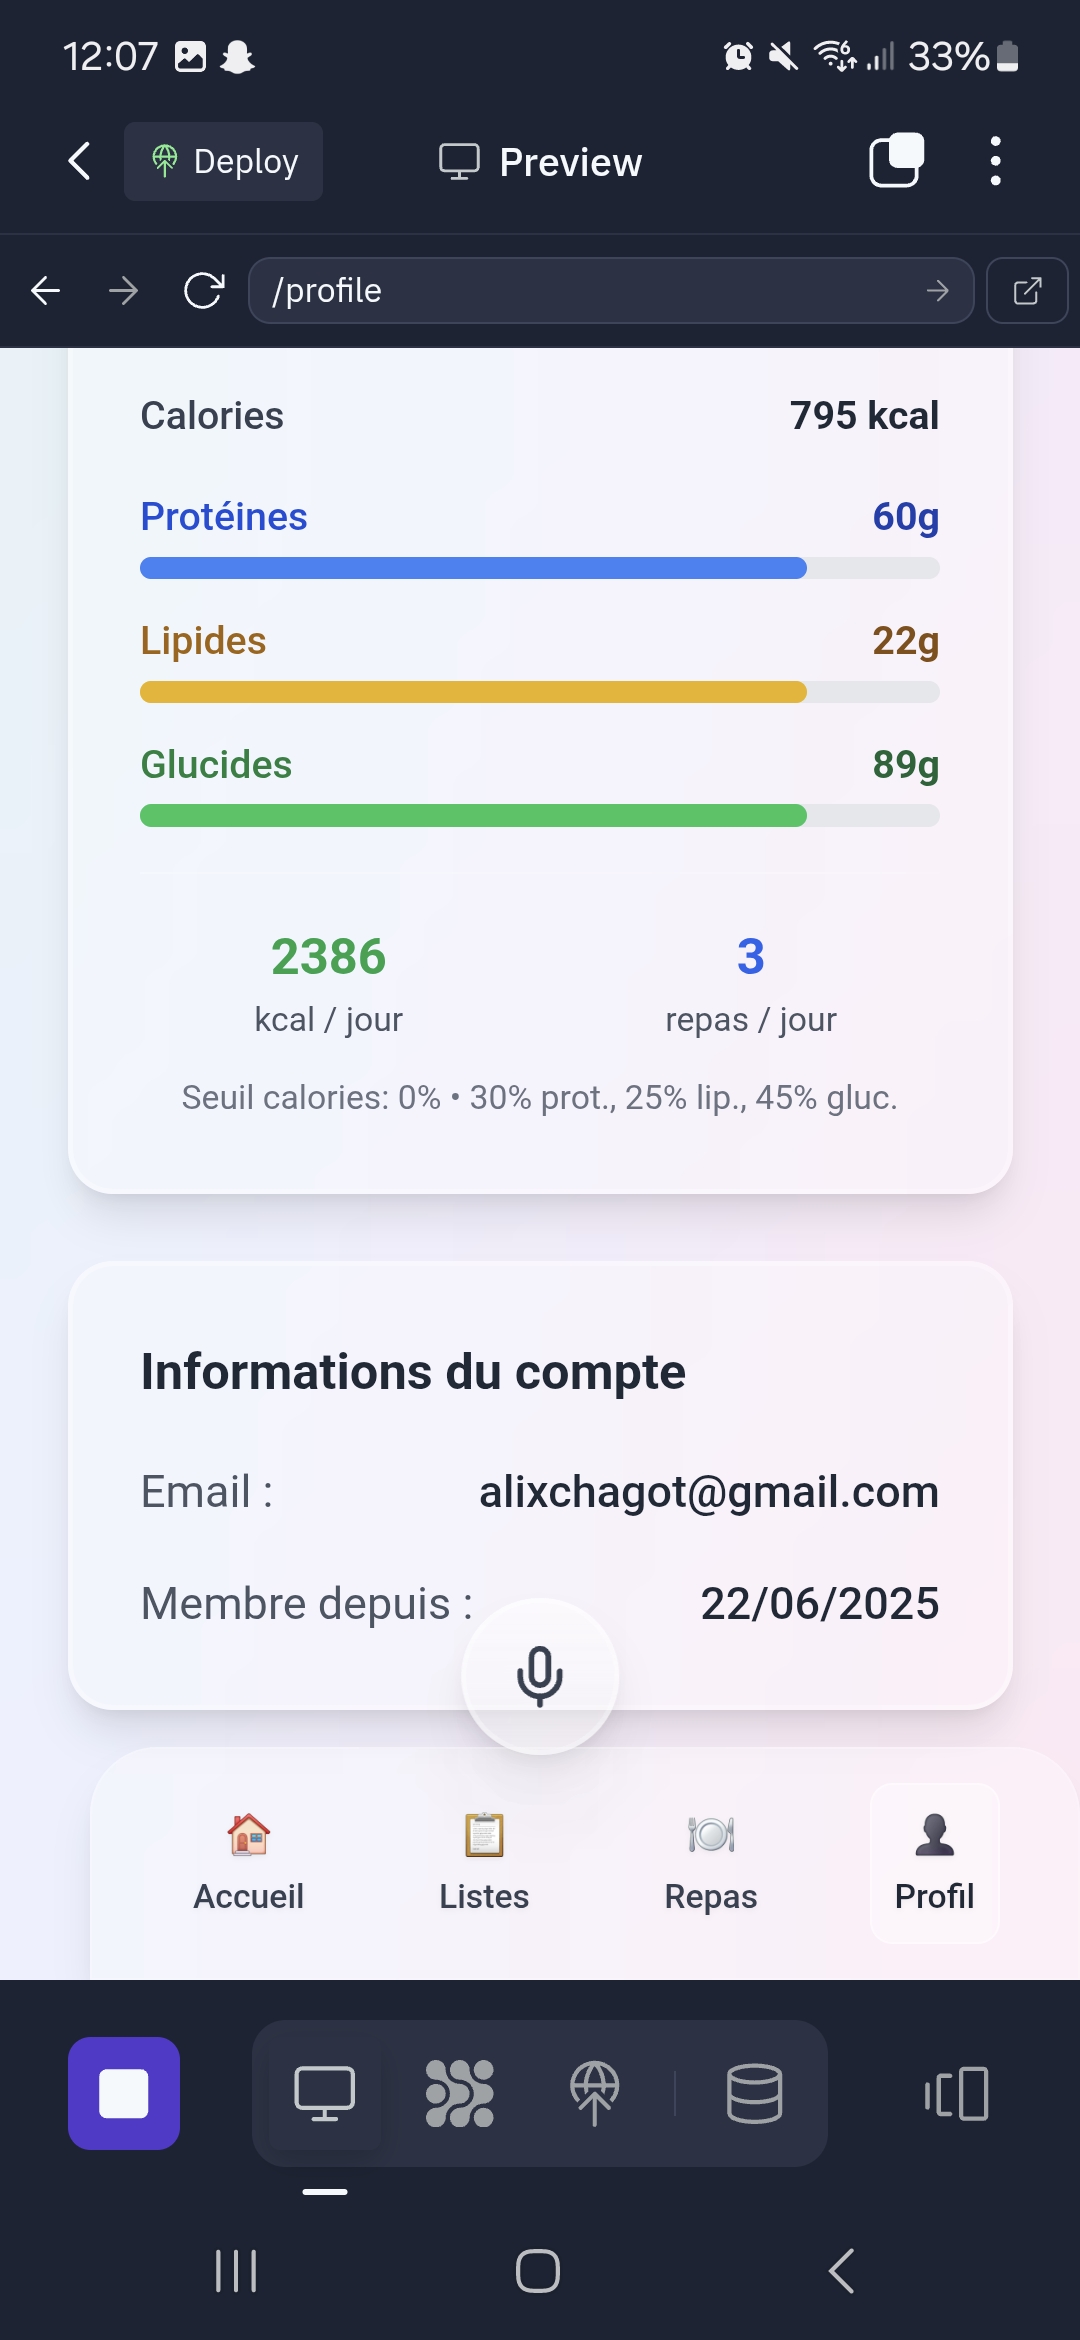 12:07
33%
Deploy
Preview
/profile
Calories 795 kcal
Protéines 60g
Lipides 22g
Glucides 89g
2386 3
kcal / jour repas / jour
Seuil calories: 0% • 30% prot., 25% lip., 45% gluc.
Informations du compte
Email : alixchagot@gmail.com
Membre depuis : 22/06/2025
Accueil Listes Repas Profil